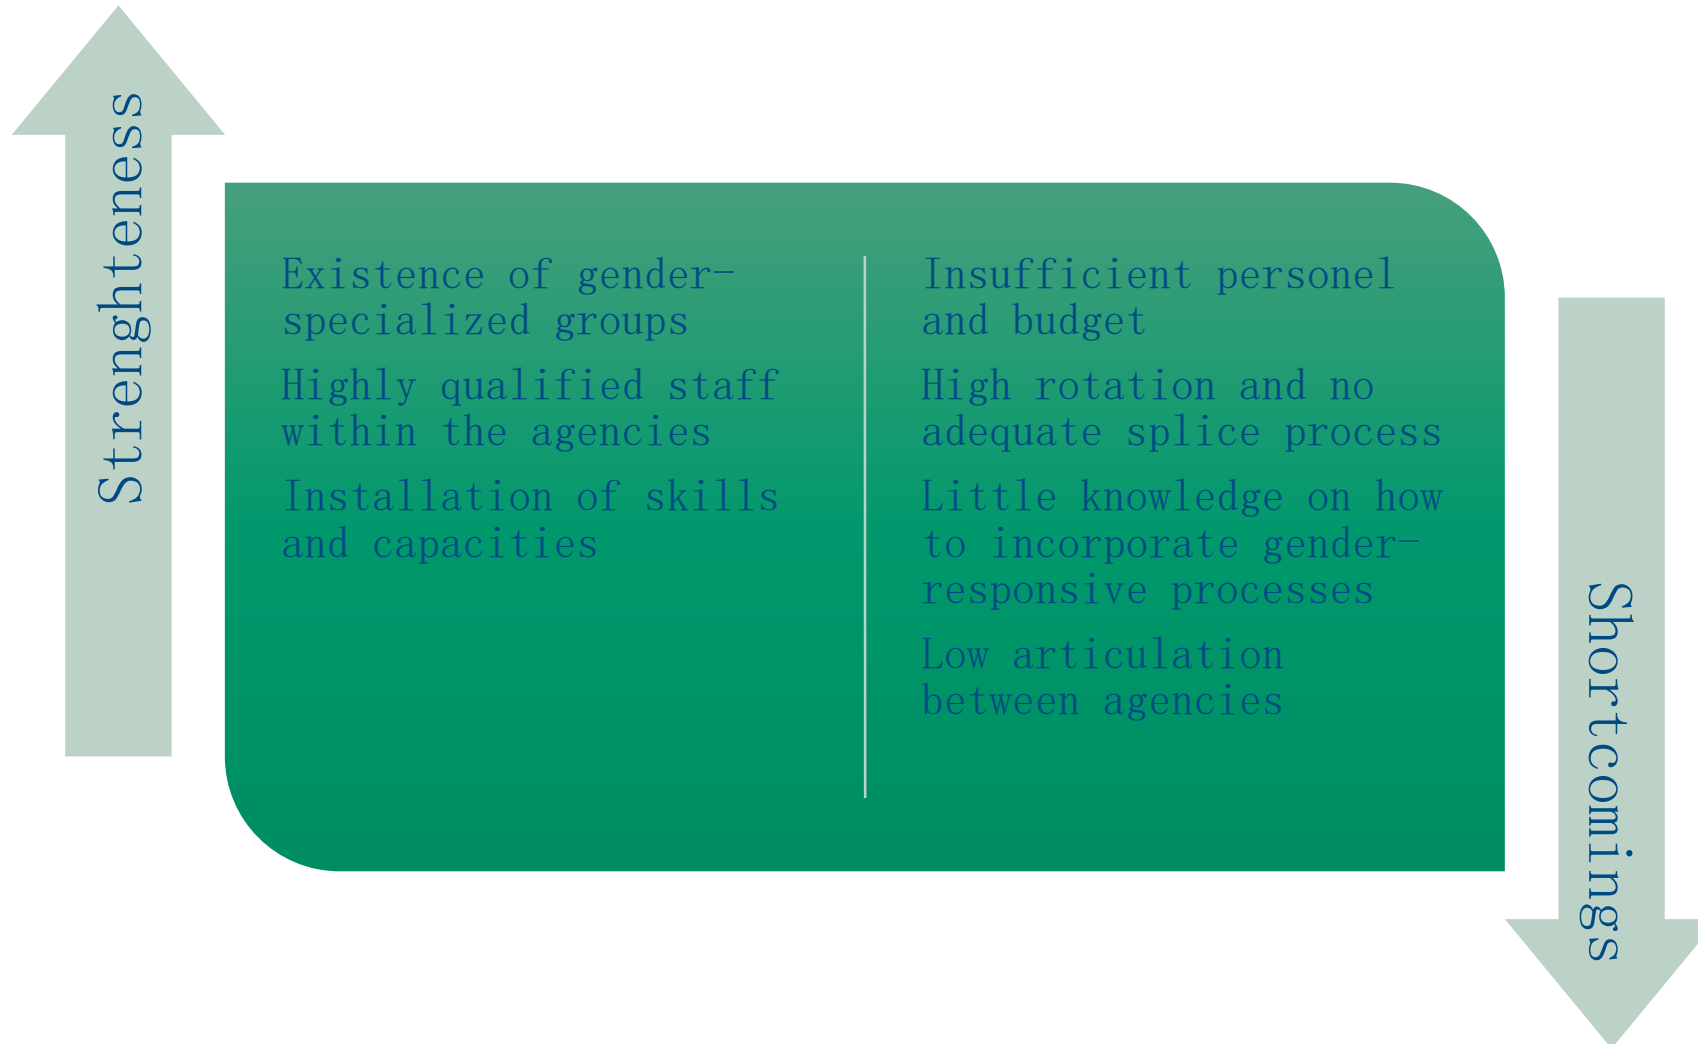 Strenghteness
Existence of gender-
specialized groups
Highly qualified staff
within the agencies
Installation of skills
and capacities
Insufficient personel
and budget
High rotation and no
adequate splice process
Little knowledge on how
to incorporate gender-
responsive processes
Low articulation
between agencies
Shortcomings